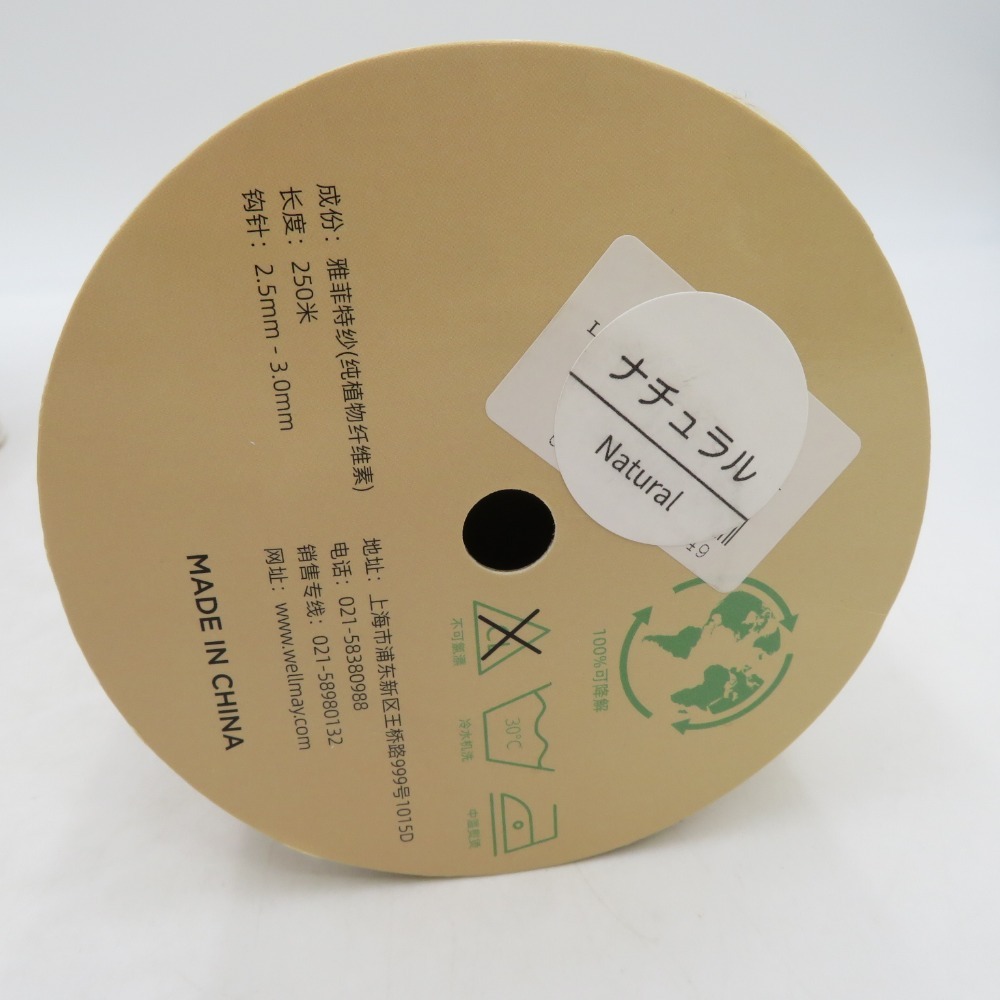 成份：雅菲特纱(纯植物纤维素)
长度：250米
钩针：2.5mm - 3.0mm
ナチュラル
Natural
100%可降解
不可氯漂
30°C
冷水机洗
中温熨烫
地址：上海市浦东新区王桥路999号1015D
电话：021-58380988
销售专线：021-58980132
网址：www.wellmay.com
MADE IN CHINA